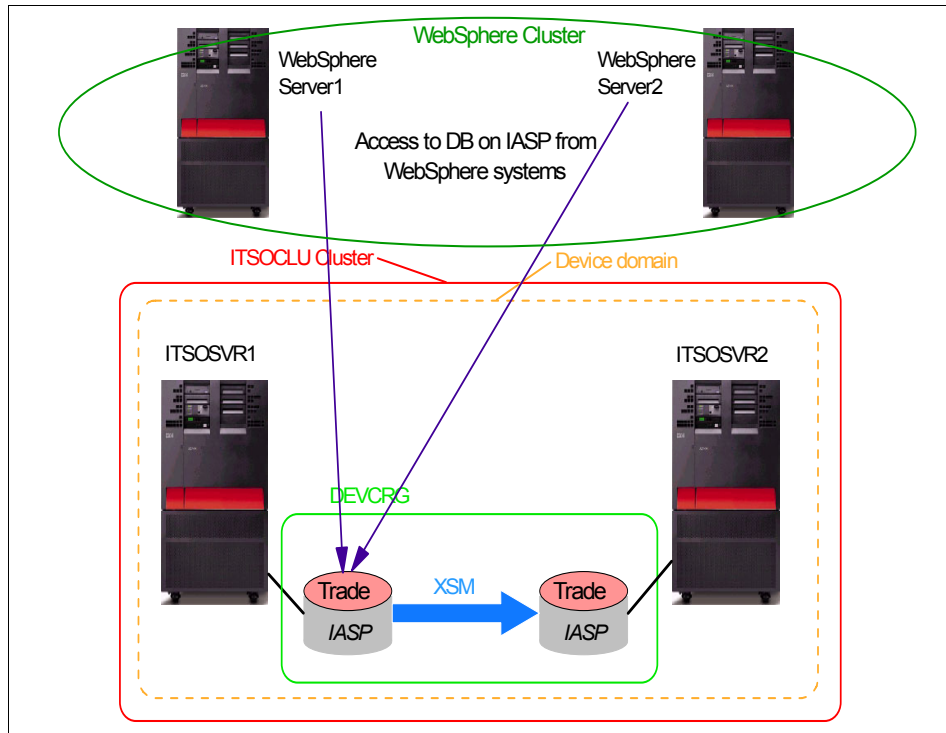 WebSphere Cluster
WebSphere
Server1
WebSphere
Server2
Access to DB on IASP from
WebSphere systems
ITSOCLU Cluster
Device domain
ITSOSVR1
ITSOSVR2
DEVCRG
Trade
XSM
Trade
IASP
IASP